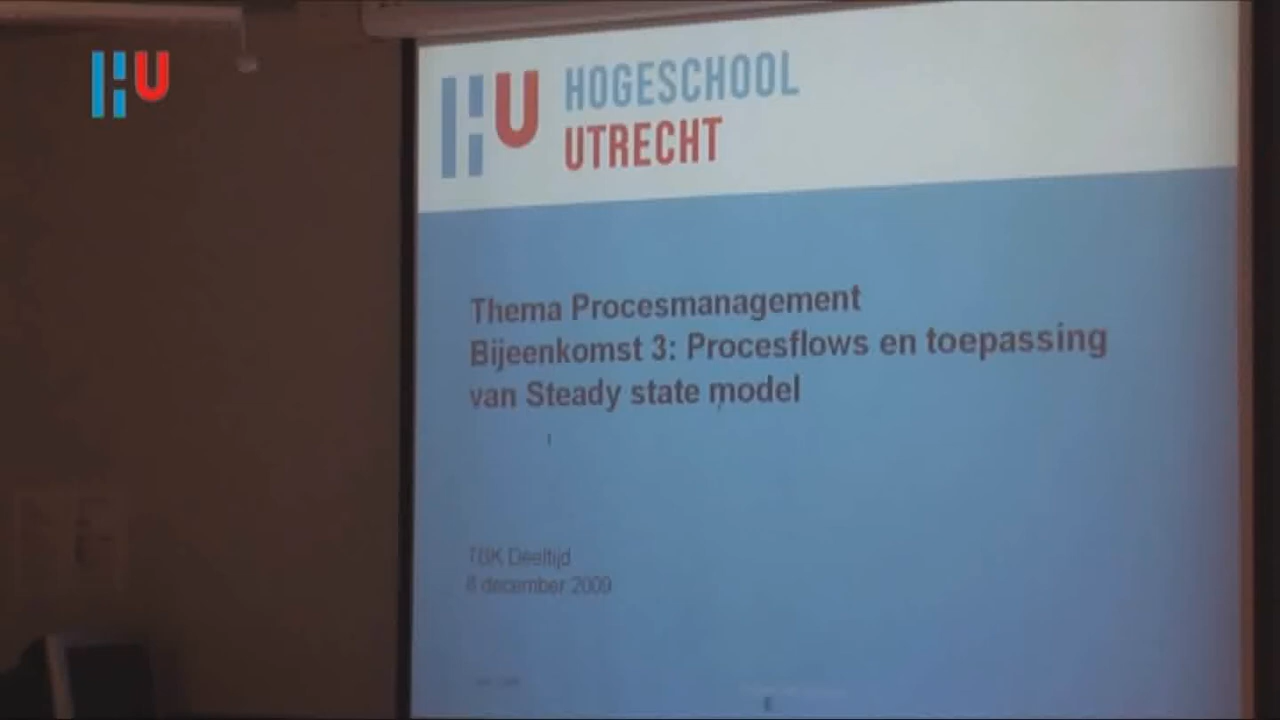 HU
HU HOGESCHOOL
UTRECHT
Thema Procesmanagement
Bijeenkomst 3: Procesflows en toepassing
van Steady state model
TBK Deeltijd
8 december 2009